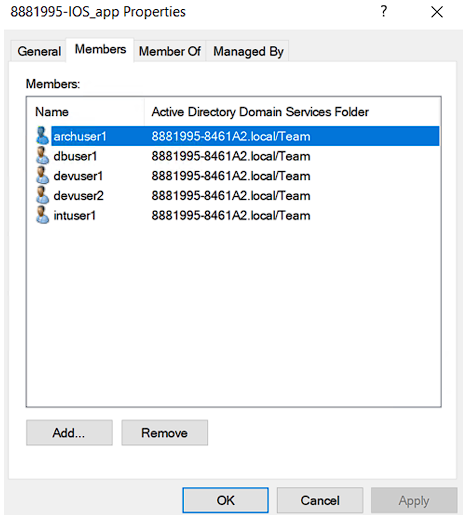 8881995-IOS_app Properties ?
General Members Member Of Managed By
Members:
Name Active Directory Domain Services Folder
archuser1 8881995-8461A2.local/Team
dbuser1 8881995-8461A2.local/Team
devuser1 8881995-8461A2.local/Team
devuser2 8881995-8461A2.local/Team
intuser1 8881995-8461A2.local/Team
Add... Remove
OK Cancel Apply